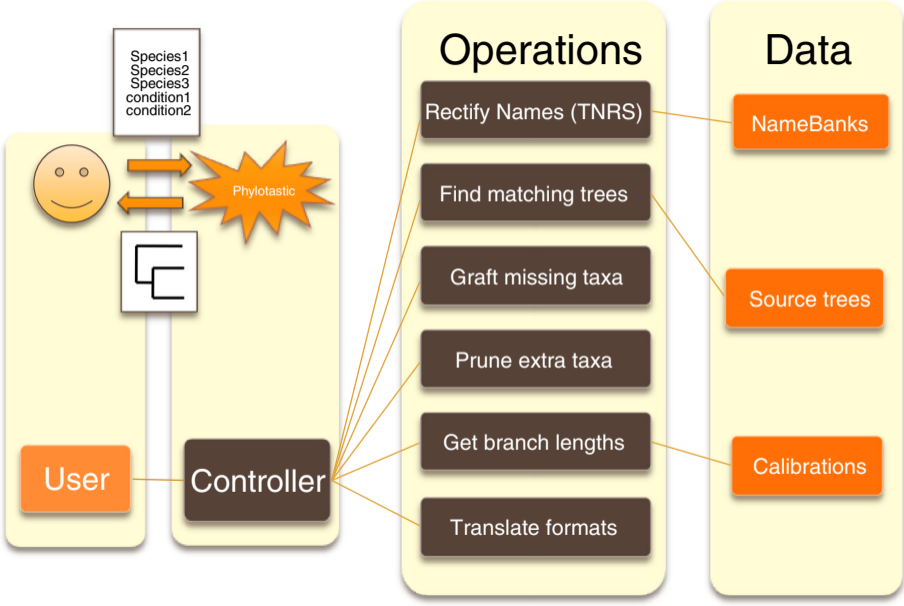 Species1
Species2
Species3
condition1
condition2
Phylotastic
User
Controller
Operations
Rectify Names (TNRS)
Find matching trees
Graft missing taxa
Prune extra taxa
Get branch lengths
Translate formats
Data
NameBanks
Source trees
Calibrations